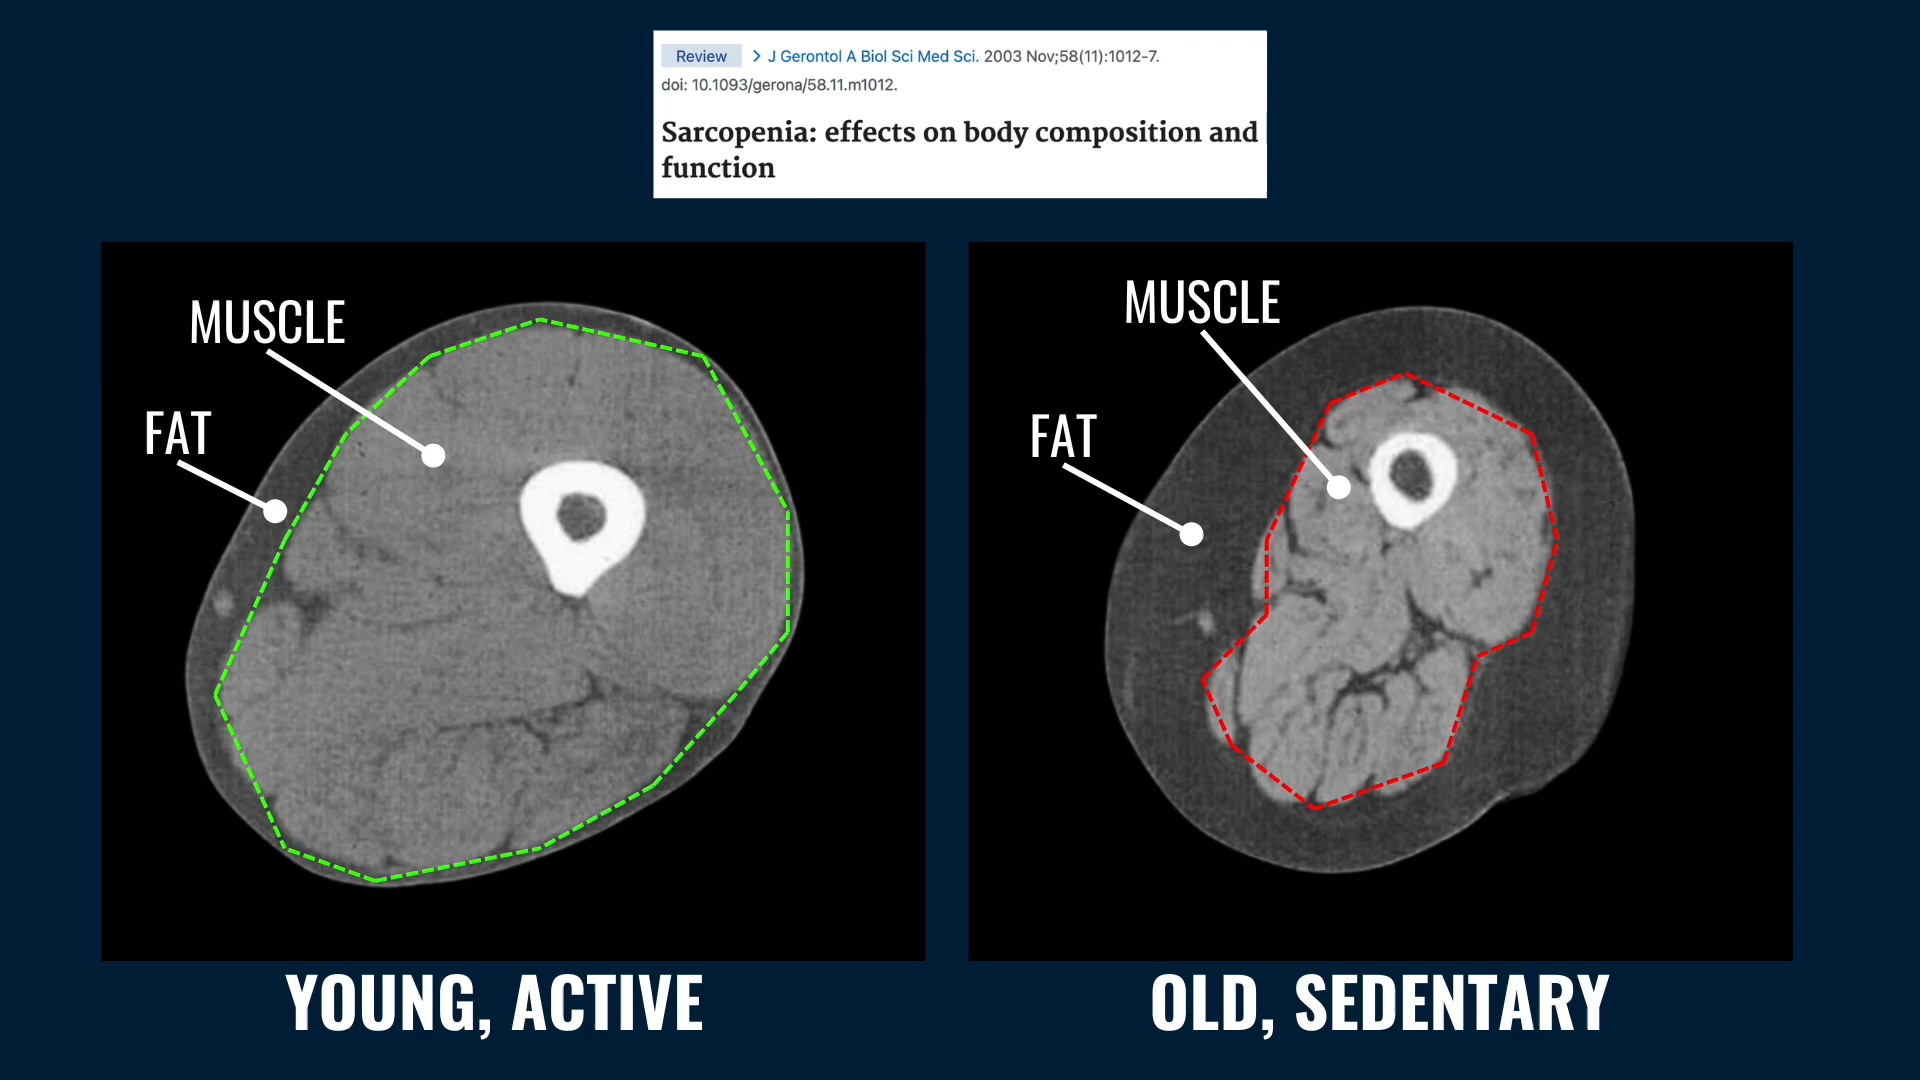 Review > J Gerontol A Biol Sci Med Sci. 2003 Nov;58(11):1012-7.
doi: 10.1093/gerona/58.11.m1012.
Sarcopenia: effects on body composition and
function
MUSCLE
FAT
MUSCLE
FAT
YOUNG, ACTIVE
OLD, SEDENTARY